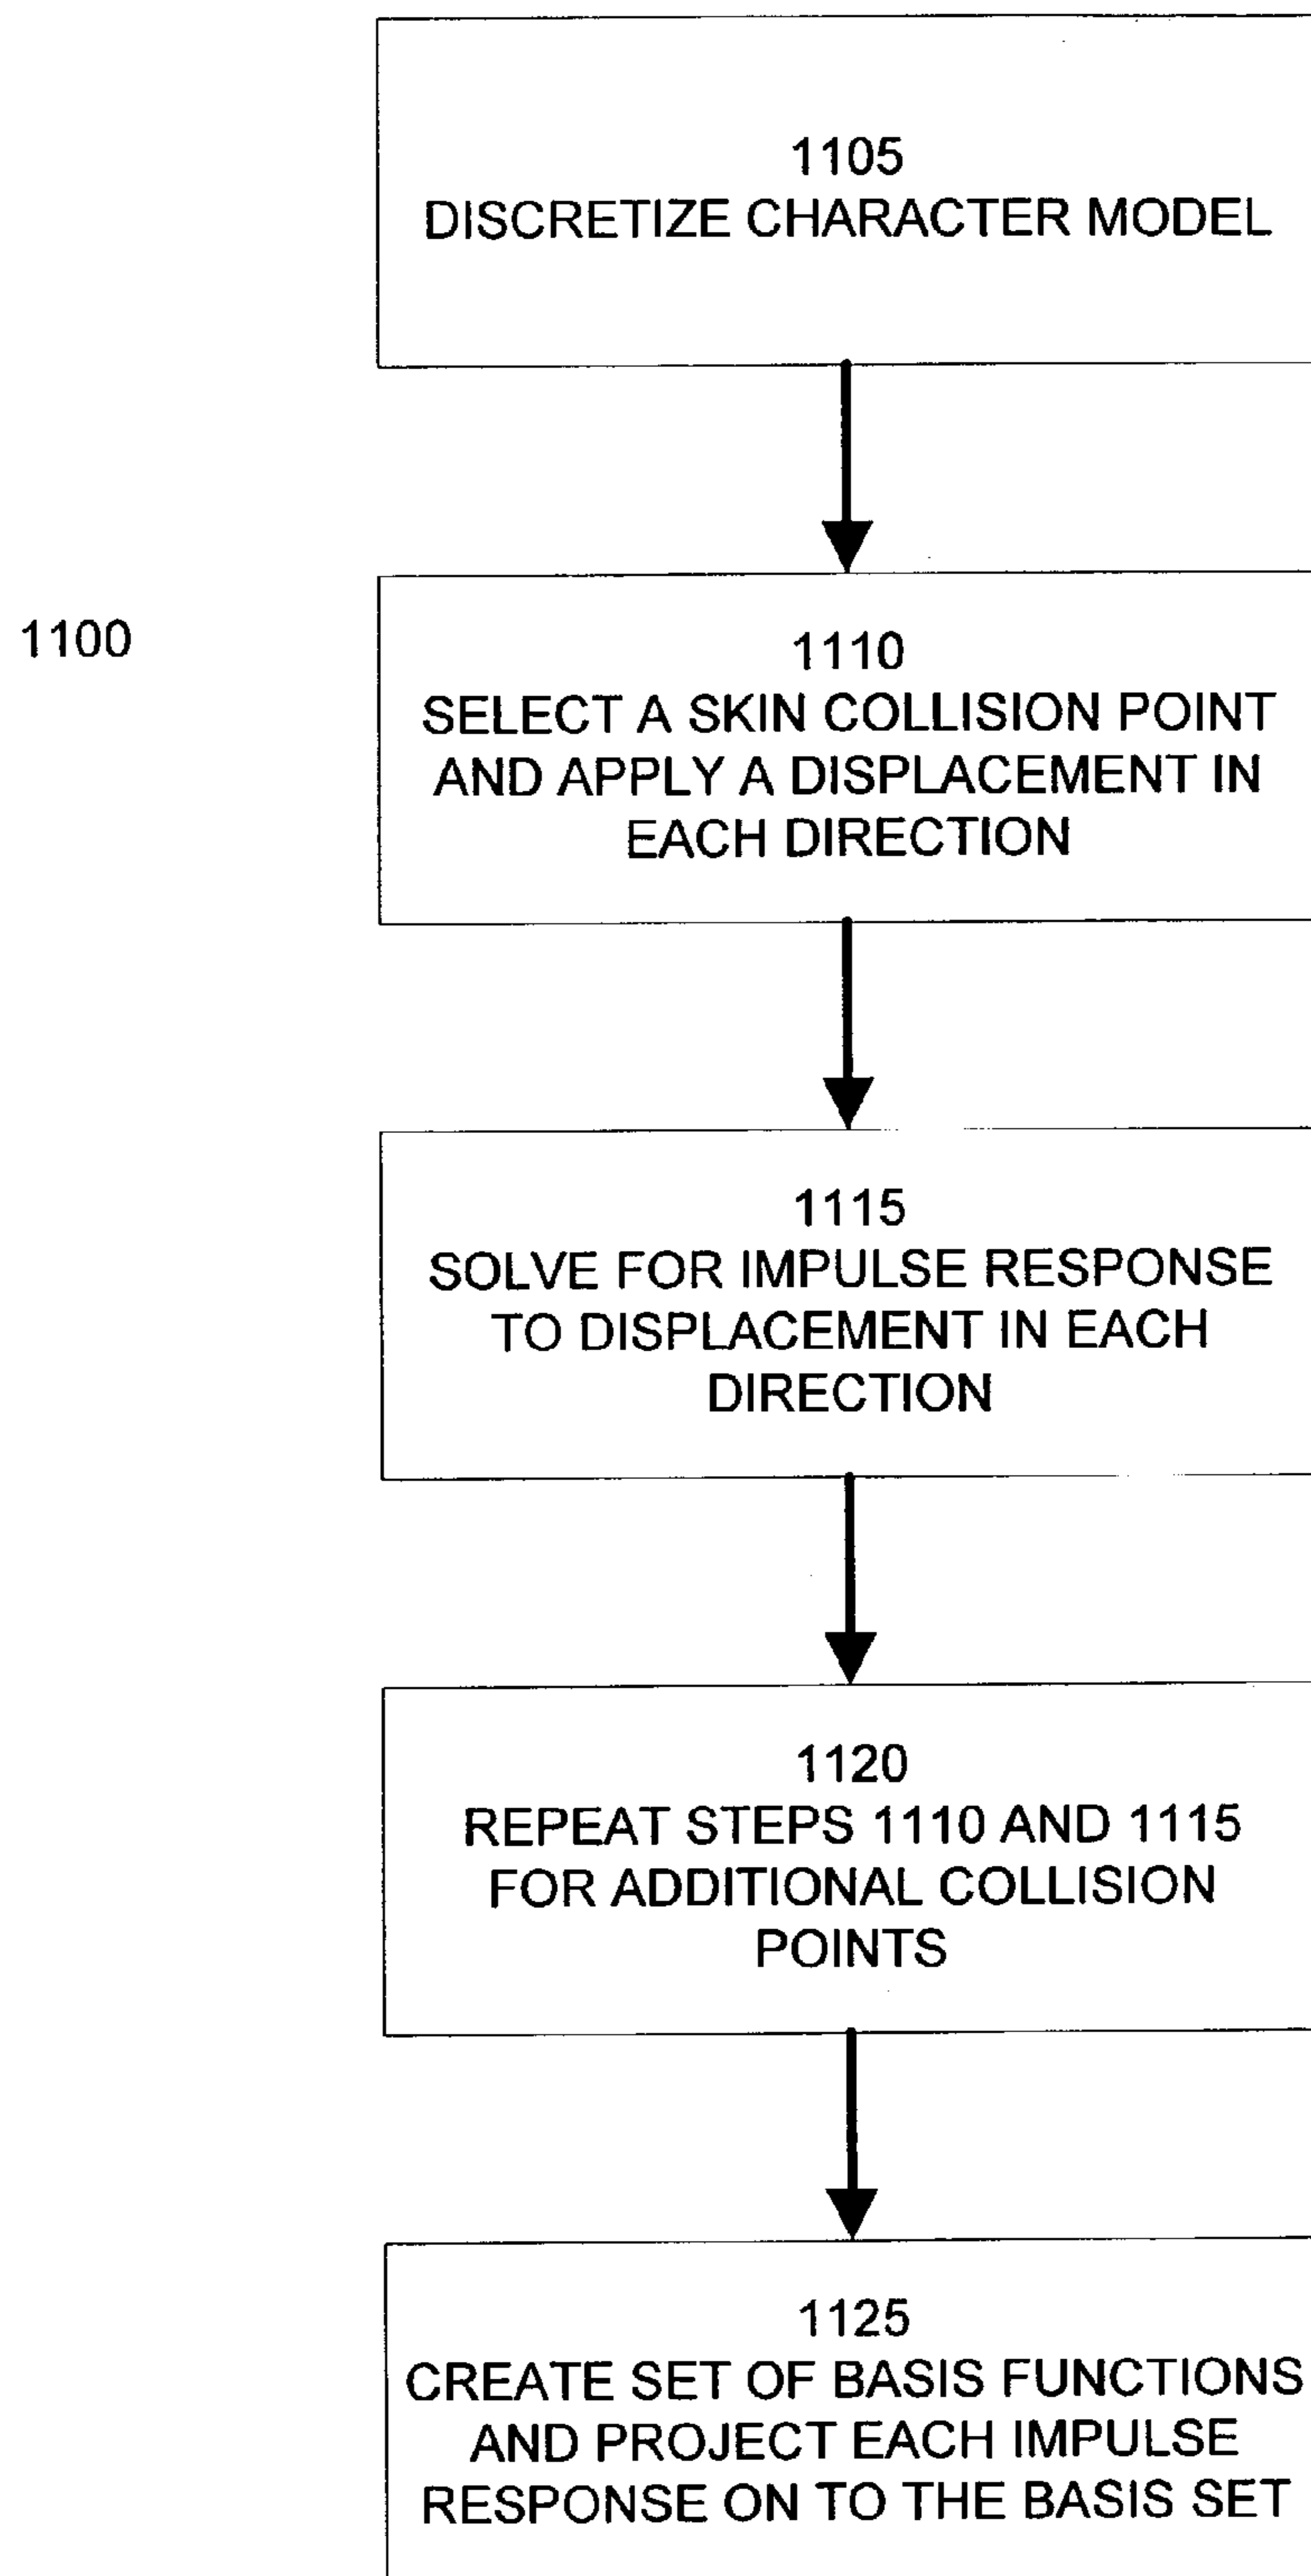 1105
DISCRETIZE CHARACTER MODEL
1100
1110
SELECT A SKIN COLLISION POINT
AND APPLY A DISPLACEMENT IN
EACH DIRECTION
1115
SOLVE FOR IMPULSE RESPONSE
TO DISPLACEMENT IN EACH
DIRECTION
1120
REPEAT STEPS 1110 AND 1115
FOR ADDITIONAL COLLISION
POINTS
1125
CREATE SET OF BASIS FUNCTIONS
AND PROJECT EACH IMPULSE
RESPONSE ON TO THE BASIS SET